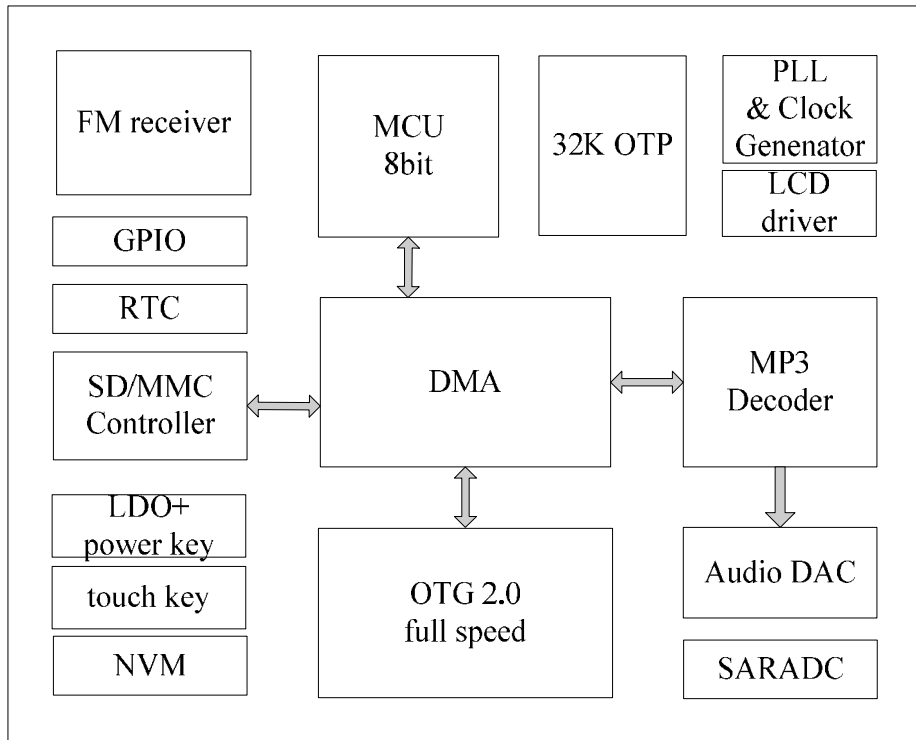 FM receiver
MCU
8bit
32K OTP
PLL
& Clock
Genenator
LCD
driver
GPIO
RTC
SD/MMC
Controller
DMA
MP3
Decoder
LDO+
power key
touch key
NVM
OTG 2.0
full speed
Audio DAC
SARADC